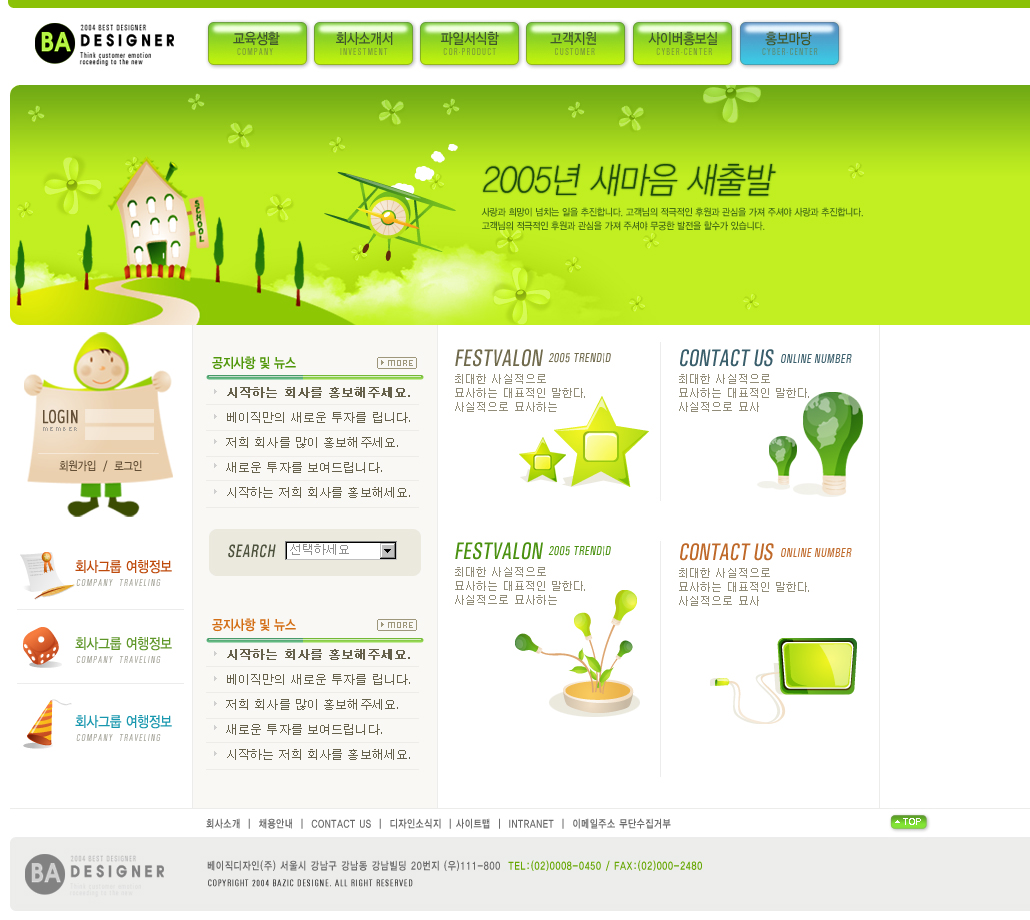 2004 BEST DESIGNER
BA DESIGNER
Think customer emotion
roceeding to the new
교육생활
COMPANY
회사소개서
INVESTMENT
파일서식함
COR-PRODUCT
고객지원
CUSTOMER
사이버홍보실
CYBER-CENTER
홍보마당
CYBER-CENTER
SCHOOL
2005년 새마음 새출발
사랑과 희망이 넘치는 일을 추진합니다. 고객님의 적극적인 후원과 관심을 가져 주셔야 사랑과 추진합니다.
고객님의 적극적인 후원과 관심을 가져 주셔야 무궁한 발전을 할수가 있습니다.
LOGIN
MEMBER
회원가입 / 로그인
회사그룹 여행정보
COMPANY TRAVELING
회사그룹 여행정보
COMPANY TRAVELING
회사그룹 여행정보
COMPANY TRAVELING
공지사항 및 뉴스
MORE
시작하는 회사를 홍보해주세요.
베이직만의 새로운 투자를 립니다.
저희 회사를 많이 홍보해주세요.
새로운 투자를 보여드립니다.
시작하는 저희 회사를 홍보해세요.
SEARCH
선택하세요
공지사항 및 뉴스
MORE
시작하는 회사를 홍보해주세요.
베이직만의 새로운 투자를 립니다.
저희 회사를 많이 홍보해주세요.
새로운 투자를 보여드립니다.
시작하는 저희 회사를 홍보해세요.
FESTVALON 2005 TREND|D
최대한 사실적으로
묘사하는 대표적인 말한다.
사실적으로 묘사하는
CONTACT US ONLINE NUMBER
최대한 사실적으로
묘사하는 대표적인 말한다.
사실적으로 묘사
FESTVALON 2005 TREND|D
최대한 사실적으로
묘사하는 대표적인 말한다.
사실적으로 묘사하는
CONTACT US ONLINE NUMBER
최대한 사실적으로
묘사하는 대표적인 말한다.
사실적으로 묘사
회사소개 | 채용안내 | CONTACT US | 디자인소식지 | 사이트맵 | INTRANET | 이메일주소 무단수집거부
TOP
2004 BEST DESIGNER
BA DESIGNER
Think customer emotion
roceeding to the new
베이직디자인(주) 서울시 강남구 강남동 강남빌딩 20번지 (우)111-800 TEL:(02)0008-0450 / FAX:(02)000-2480
COPYRIGHT 2004 BAZIC DESIGNE. ALL RIGHT RESERVED